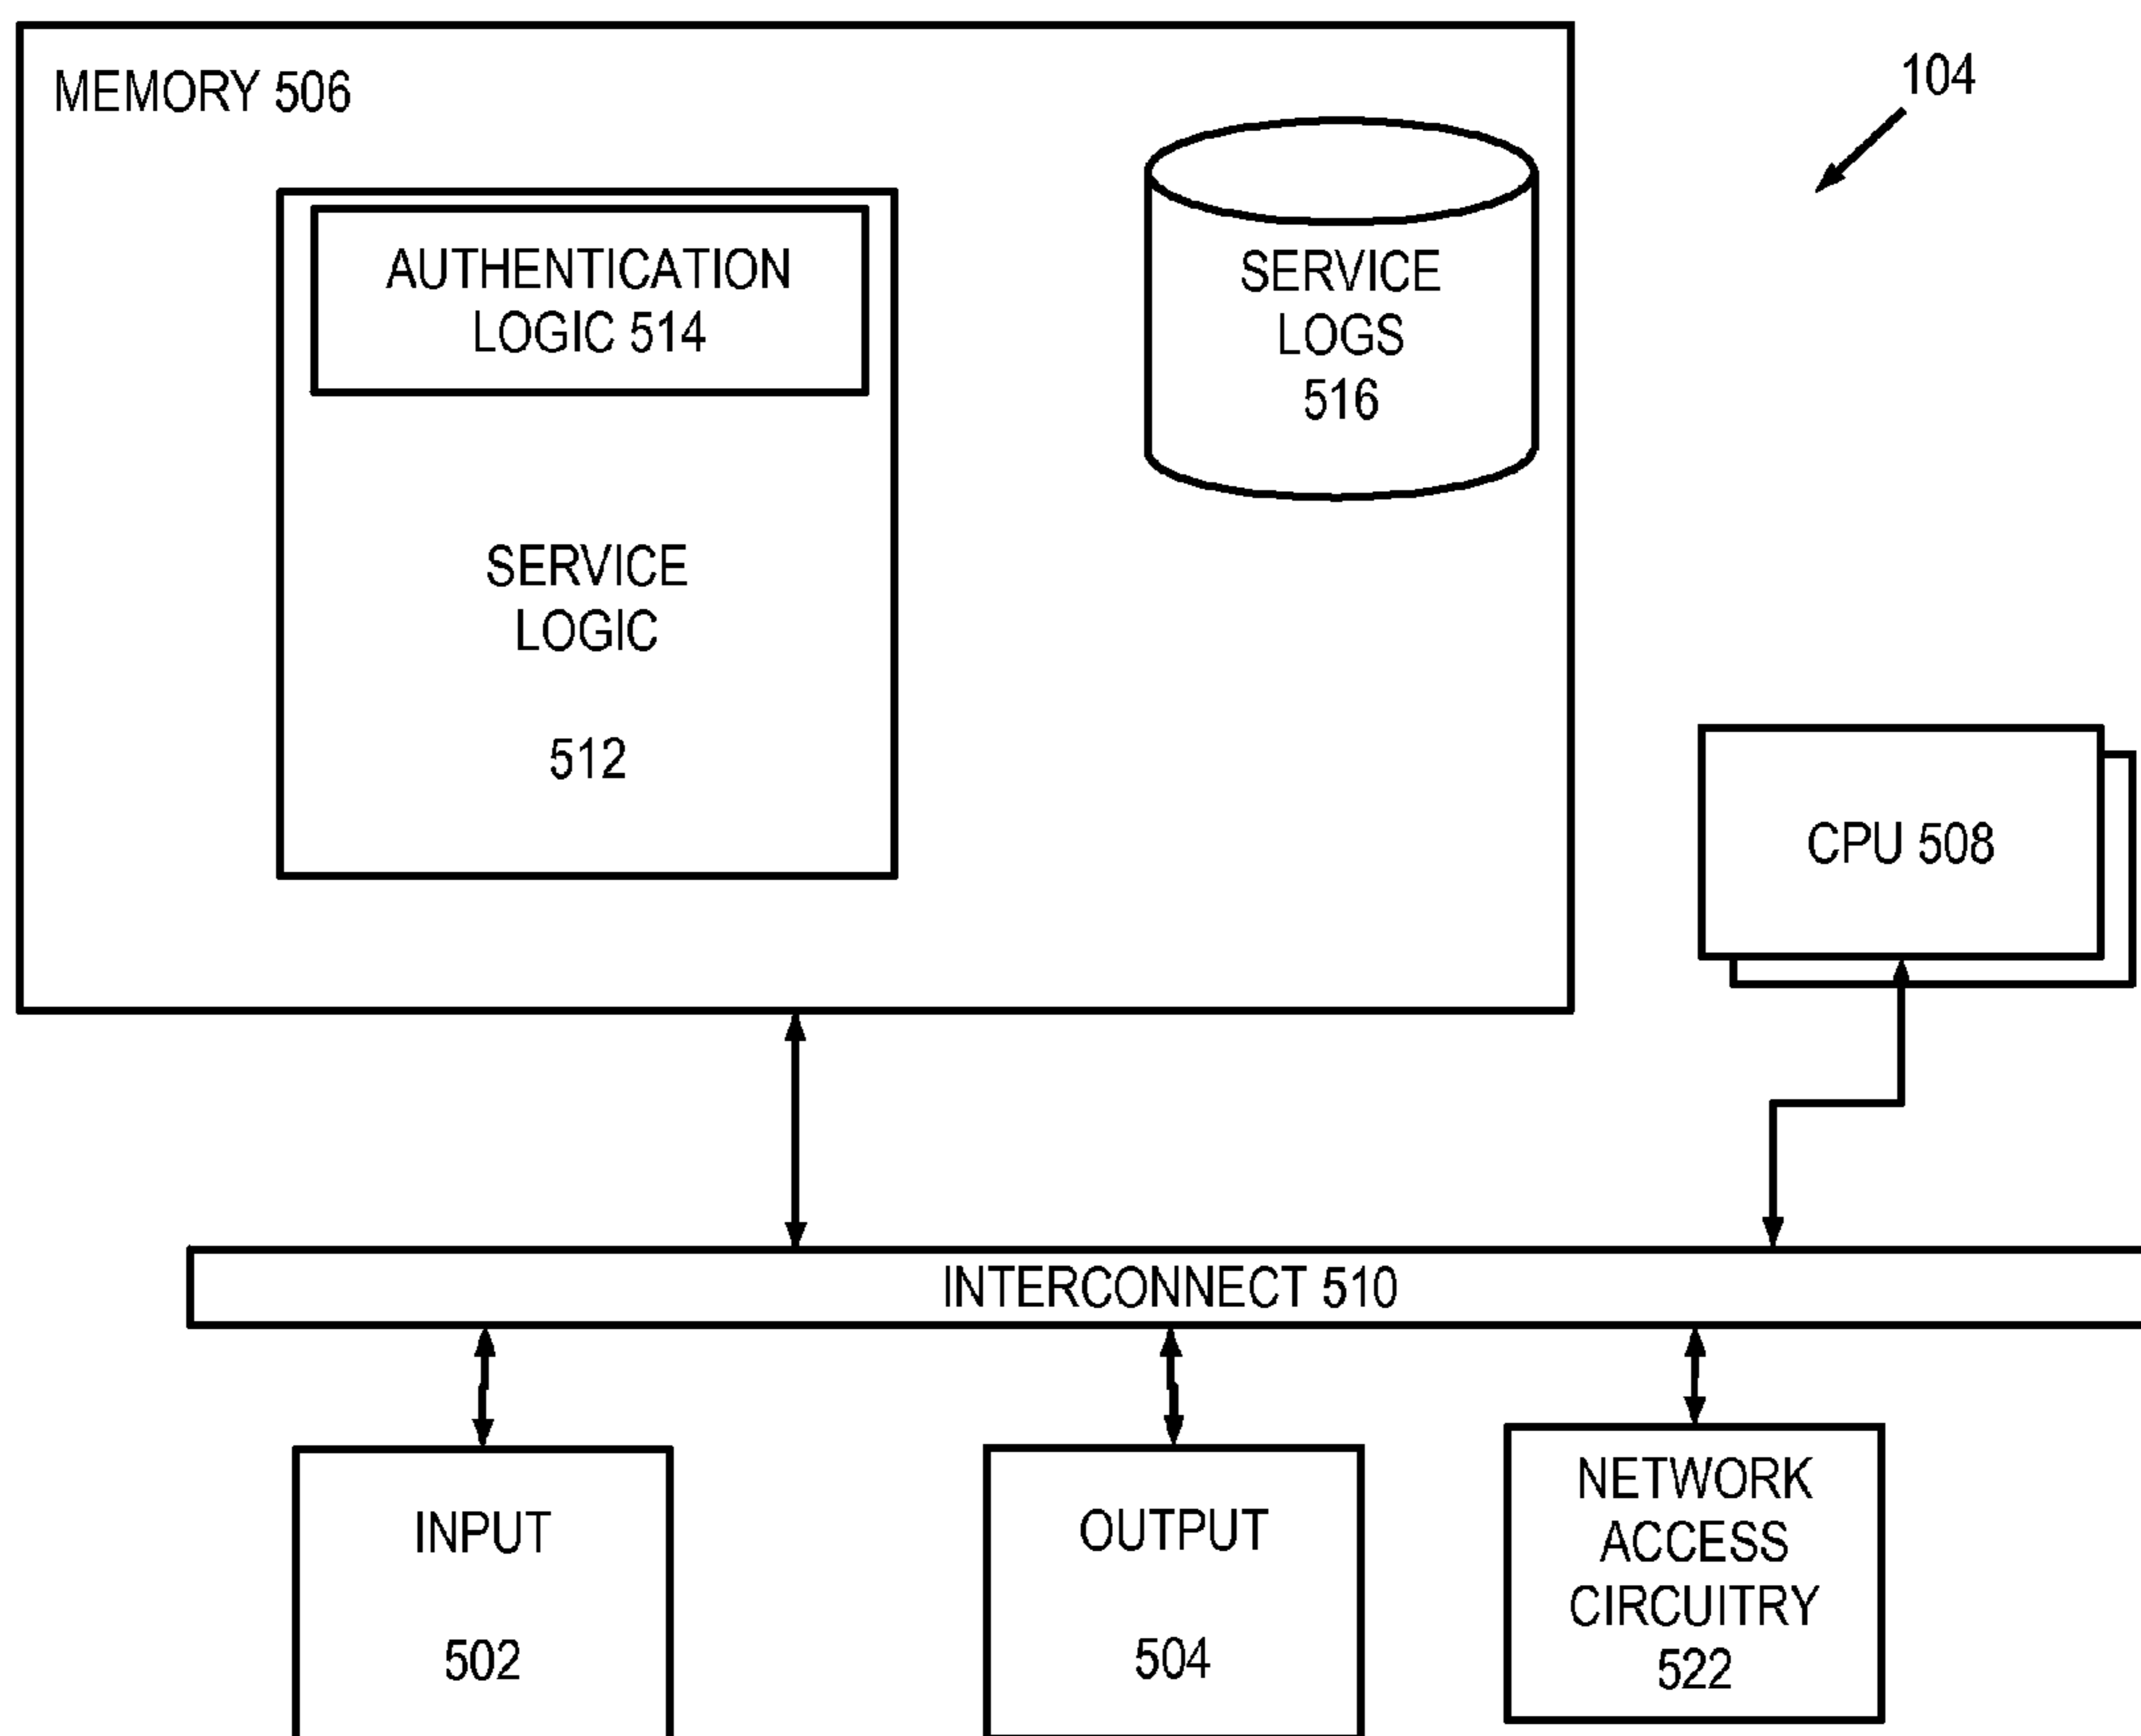 MEMORY 506
104
AUTHENTICATION
LOGIC 514
SERVICE
LOGS
516
SERVICE
LOGIC
512
CPU 508
INTERCONNECT 510
INPUT
502
OUTPUT
504
NETWORK
ACCESS
CIRCUITRY
522